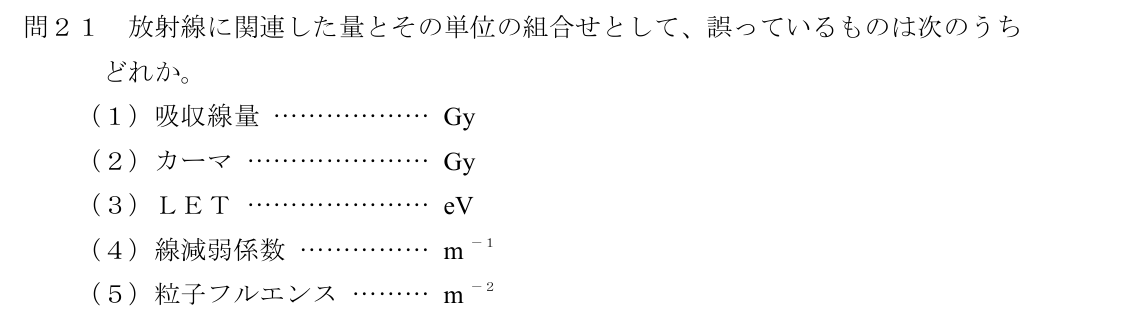 問２１　放射線に関連した量とその単位の組合せとして、誤っているものは次のうち
どれか。
（１）吸収線量 ……………… Gy
（２）カーマ ………………… Gy
（３）ＬＥＴ ………………… eV
（４）線減弱係数 …………… m⁻¹
（５）粒子フルエンス ……… m⁻²